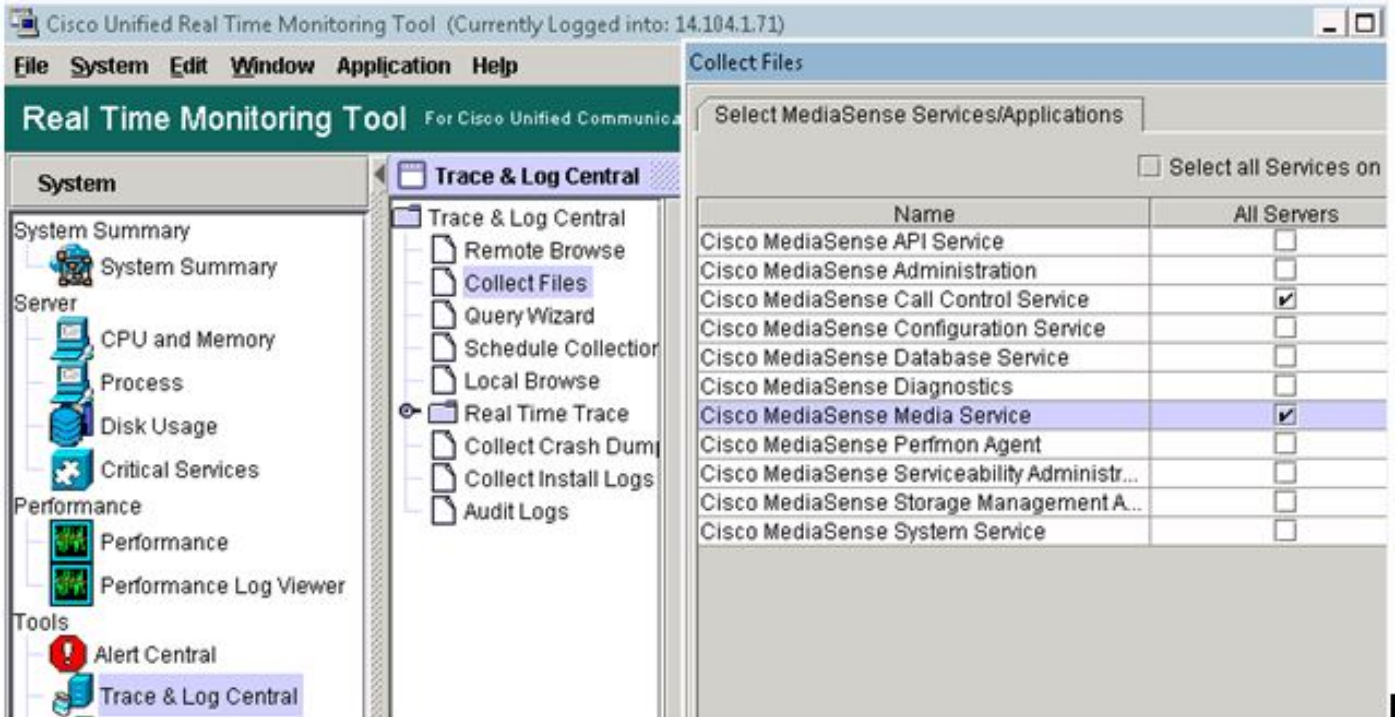 Cisco Unified Real Time Monitoring Tool (Currently Logged into: 14.104.1.71)
File System Edit Window Application Help
Real Time Monitoring Tool For Cisco Unified Communica
System
System Summary
System Summary
Server
CPU and Memory
Process
Disk Usage
Critical Services
Performance
Performance
Performance Log Viewer
Tools
Alert Central
Trace & Log Central
Trace & Log Central
Trace & Log Central
Remote Browse
Collect Files
Query Wizard
Schedule Collection
Local Browse
Real Time Trace
Collect Crash Dum
Collect Install Logs
Audit Logs
Collect Files
Select MediaSense Services/Applications
Select all Services on
Name All Servers
Cisco MediaSense API Service
Cisco MediaSense Administration
Cisco MediaSense Call Control Service
Cisco MediaSense Configuration Service
Cisco MediaSense Database Service
Cisco MediaSense Diagnostics
Cisco MediaSense Media Service
Cisco MediaSense Perfmon Agent
Cisco MediaSense Serviceability Administr...
Cisco MediaSense Storage Management A...
Cisco MediaSense System Service